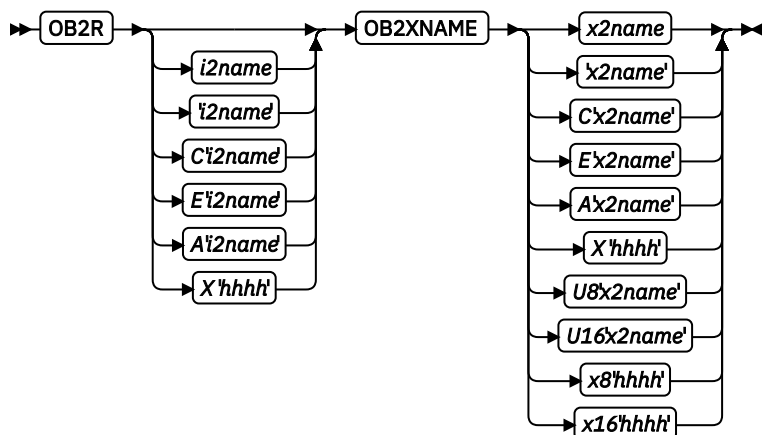 OB2R
i2name
'i2name'
C'i2name'
E'i2name'
A'i2name'
X'hhhh'
OB2XNAME
x2name
'x2name'
C'x2name'
E'x2name'
A'x2name'
X'hhhh'
U8'x2name'
U16'x2name'
x8'hhhh'
x16'hhhh'